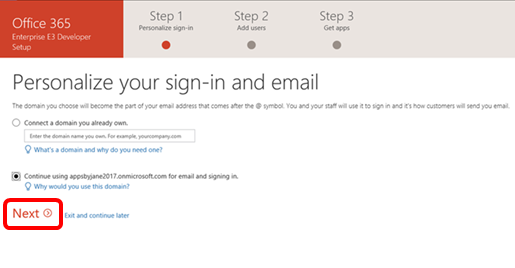 Office 365
Enterprise E3 Developer
Setup
Step 1
Personalize sign-in
Step 2
Add users
Step 3
Get apps
Personalize your sign-in and email
The domain you choose will become the part of your email address that comes after the @ symbol. You and your staff will use it to sign in and it's how customers will send you email.
Connect a domain you already own.
Enter the domain name you own. For example, yourcompany.com
What's a domain and why do you need one?
Continue using appsbyjane2017.onmicrosoft.com for email and signing in.
Why would you use this domain?
Next Exit and continue later